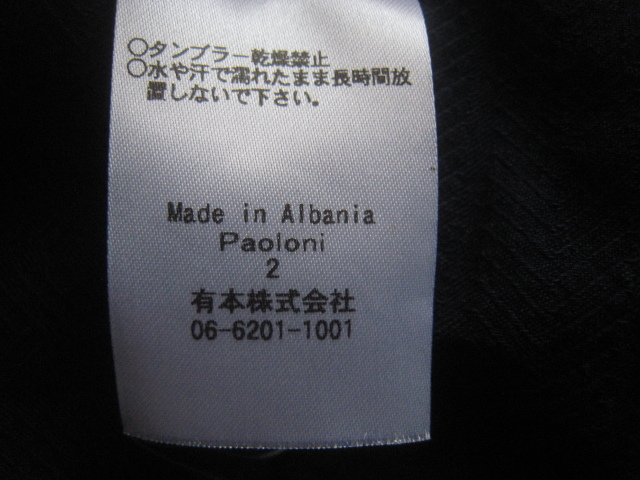 ○タンブラー乾燥禁止
○水や汗で濡れたまま長時間放
置しないで下さい。
Made in Albania
Paoloni
2
有本株式会社
06-6201-1001